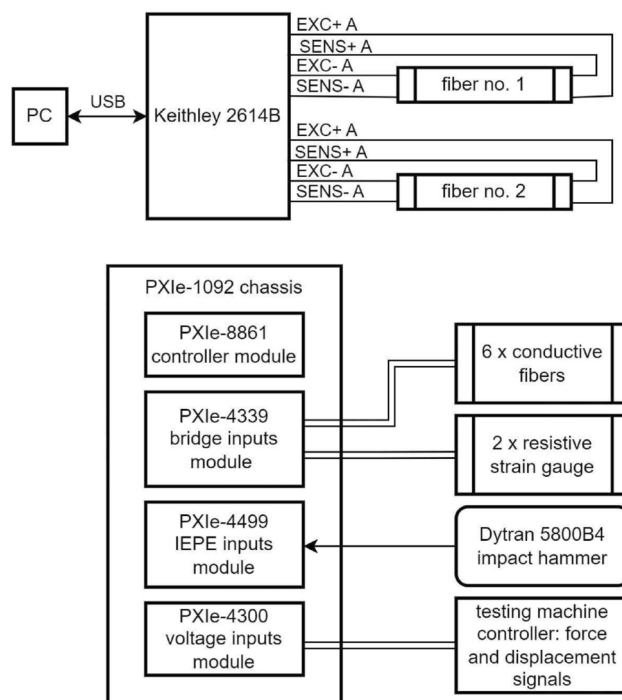 EXC+ A
SENS+ A
EXC- A
SENS- A
fiber no. 1
PC
USB
Keithley 2614B
EXC+ A
SENS+ A
EXC- A
SENS- A
fiber no. 2
PXIe-1092 chassis
PXIe-8861
controller module
PXIe-4339
bridge inputs
module
PXIe-4499
IEPE inputs
module
PXIe-4300
voltage inputs
module
6 x conductive
fibers
2 x resistive
strain gauge
Dytran 5800B4
impact hammer
testing machine
controller: force
and displacement
signals